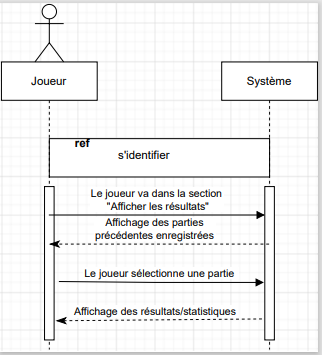 Joueur
Système
ref
s'identifier
Le joueur va dans la section
"Afficher les résultats"
Affichage des parties
précédentes enregistrées
Le joueur sélectionne une partie
Affichage des résultats/statistiques